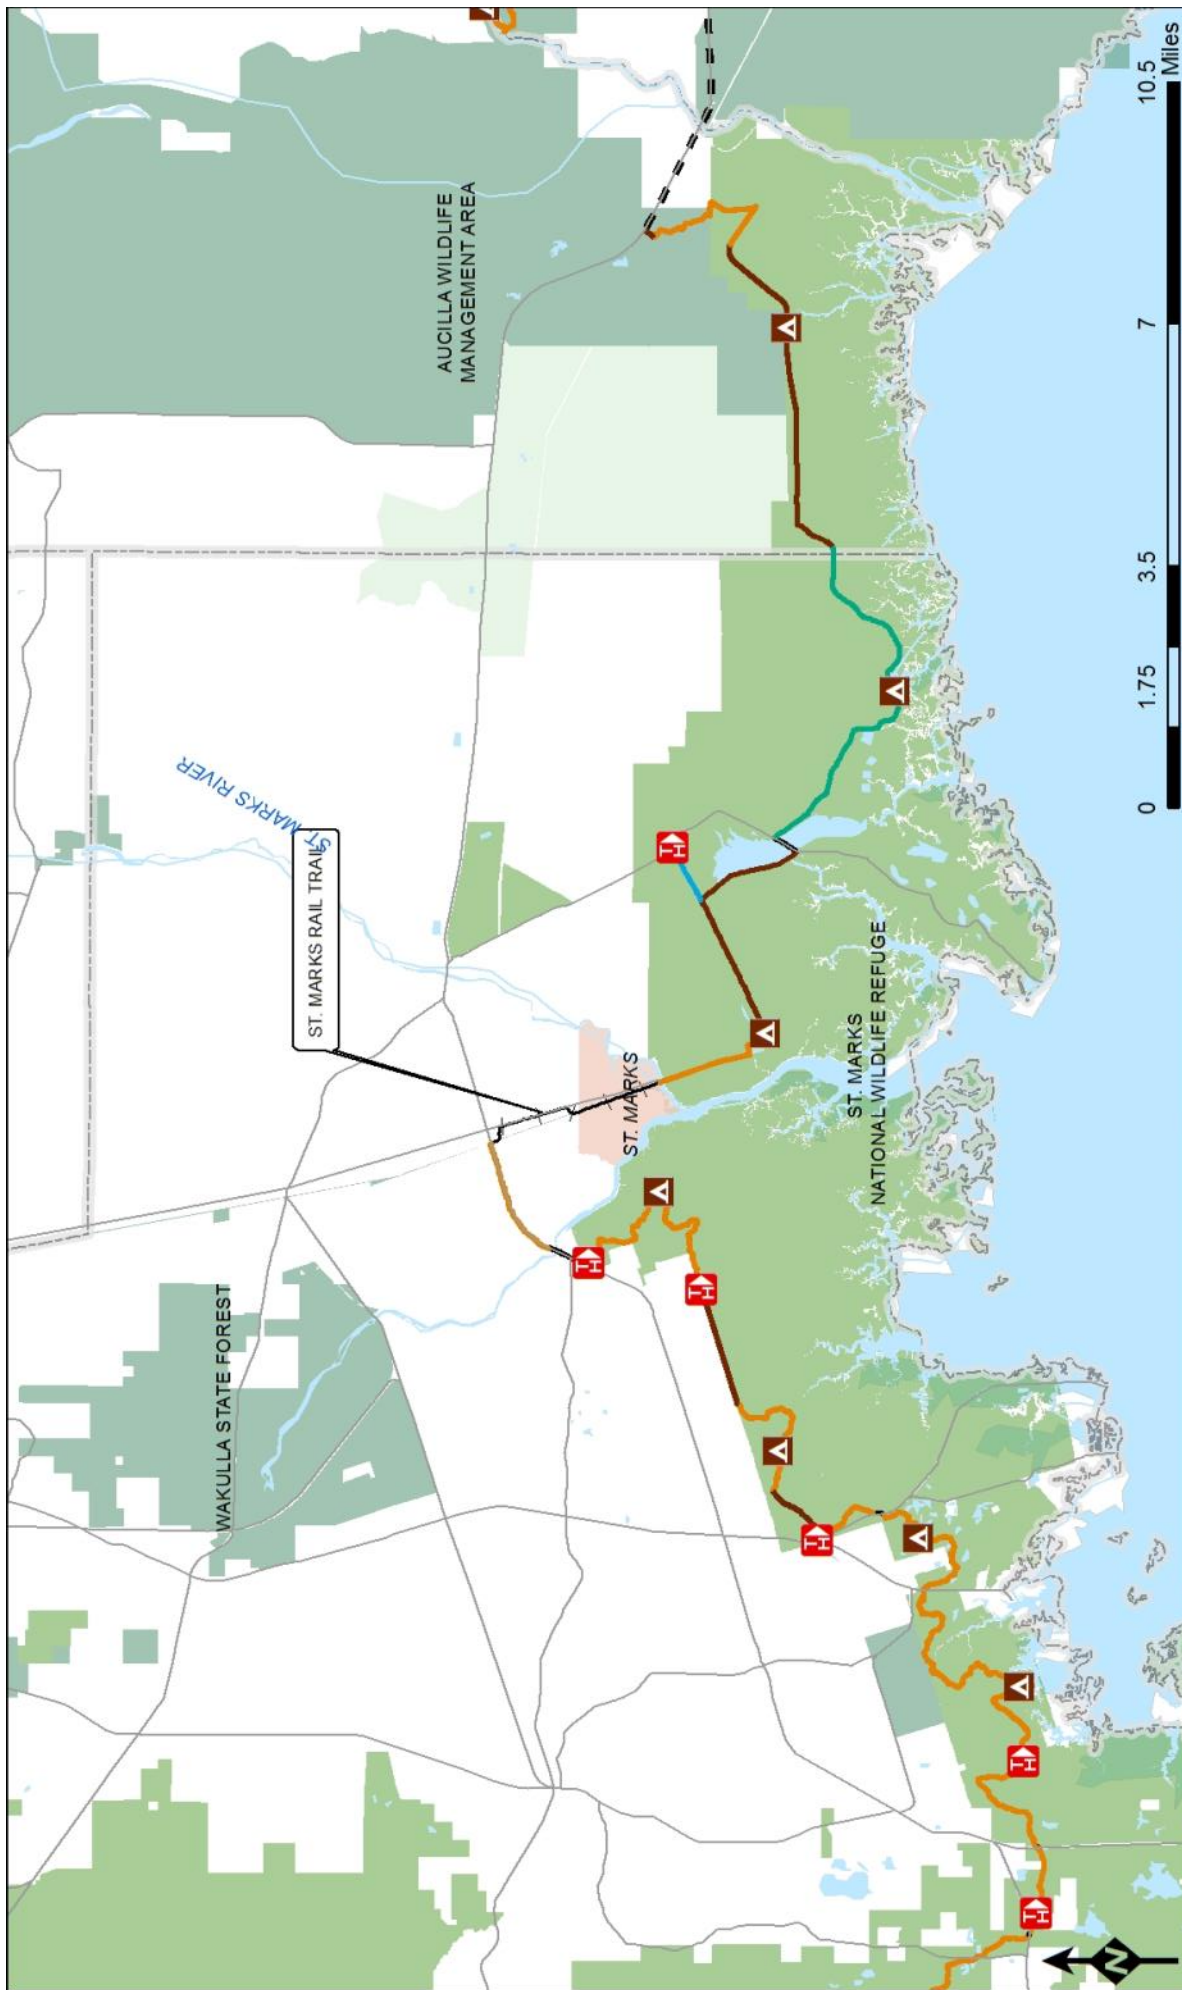 AUCILLA WILDLIFE
MANAGEMENT AREA
ST. MARKS RIVER
ST. MARKS RAIL TRAIL
WAKULLA STATE FOREST
ST. MARKS
ST. MARKS
NATIONAL WILDLIFE REFUGE
TH
TH
TH
TH
TH
TH
N
0 1.75 3.5 7 10.5
Miles